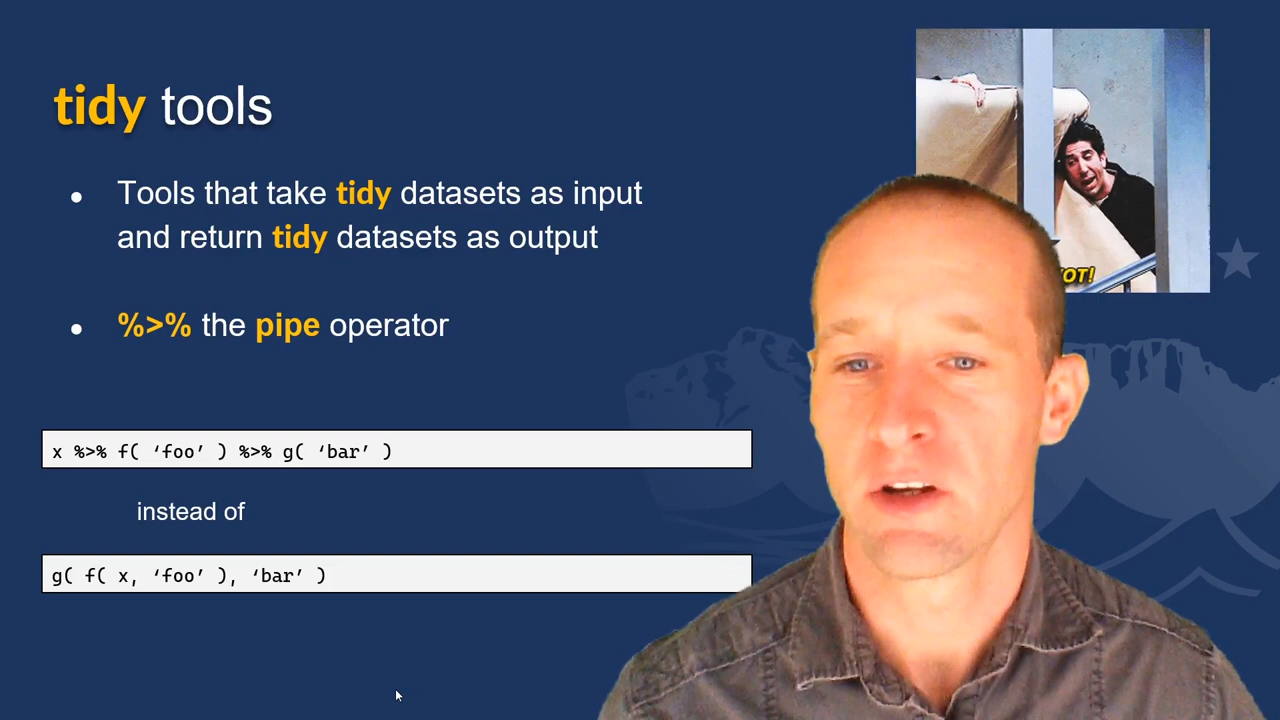 tidy tools
● Tools that take tidy datasets as input
and return tidy datasets as output
● %>% the pipe operator
x %>% f( ‘foo’ ) %>% g( ‘bar’ )
instead of
g( f( x, ‘foo’ ), ‘bar’ )